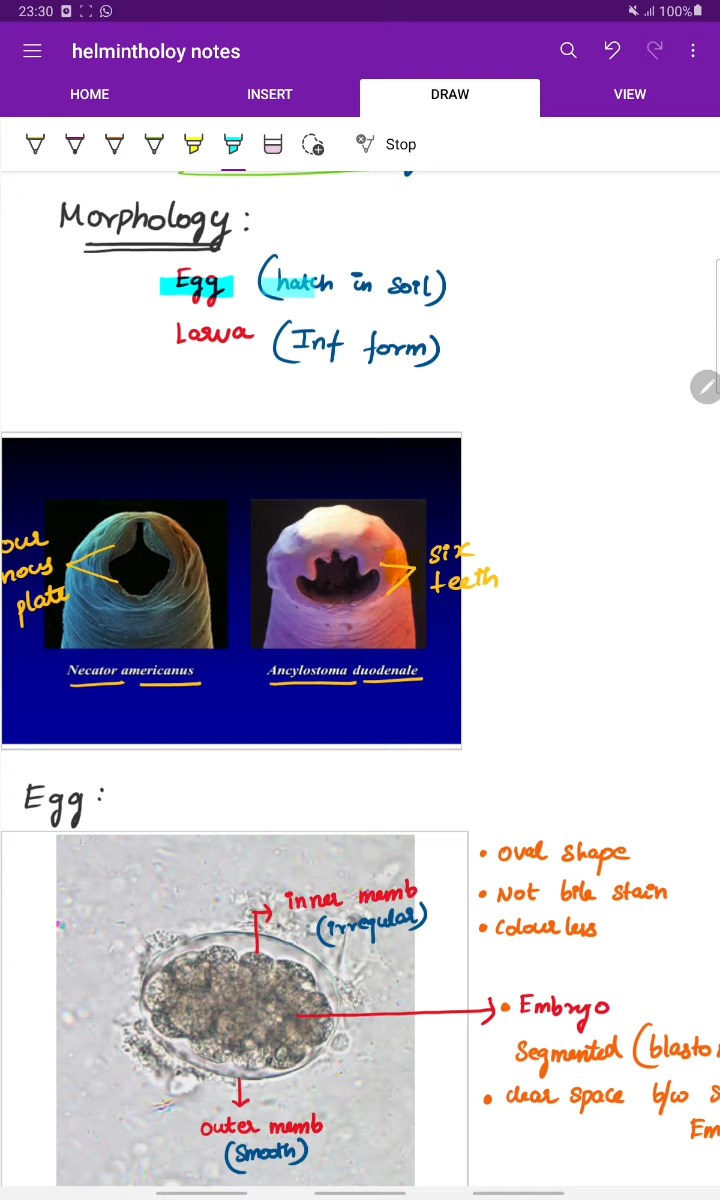 23:30 100%
helmintholoy notes
HOME INSERT DRAW VIEW
Stop
Morphology :
Egg (hatch in soil)
Larva (Inf form)
our
nous
plate
six
teeth
Necator americanus
Ancylostoma duodenale
Egg :
inner memb
(irregular)
outer memb
(smooth)
• oval shape
• Not bile stain
• Colour less
• Embryo
Segmented (blasto
• clear space b/w S
Em